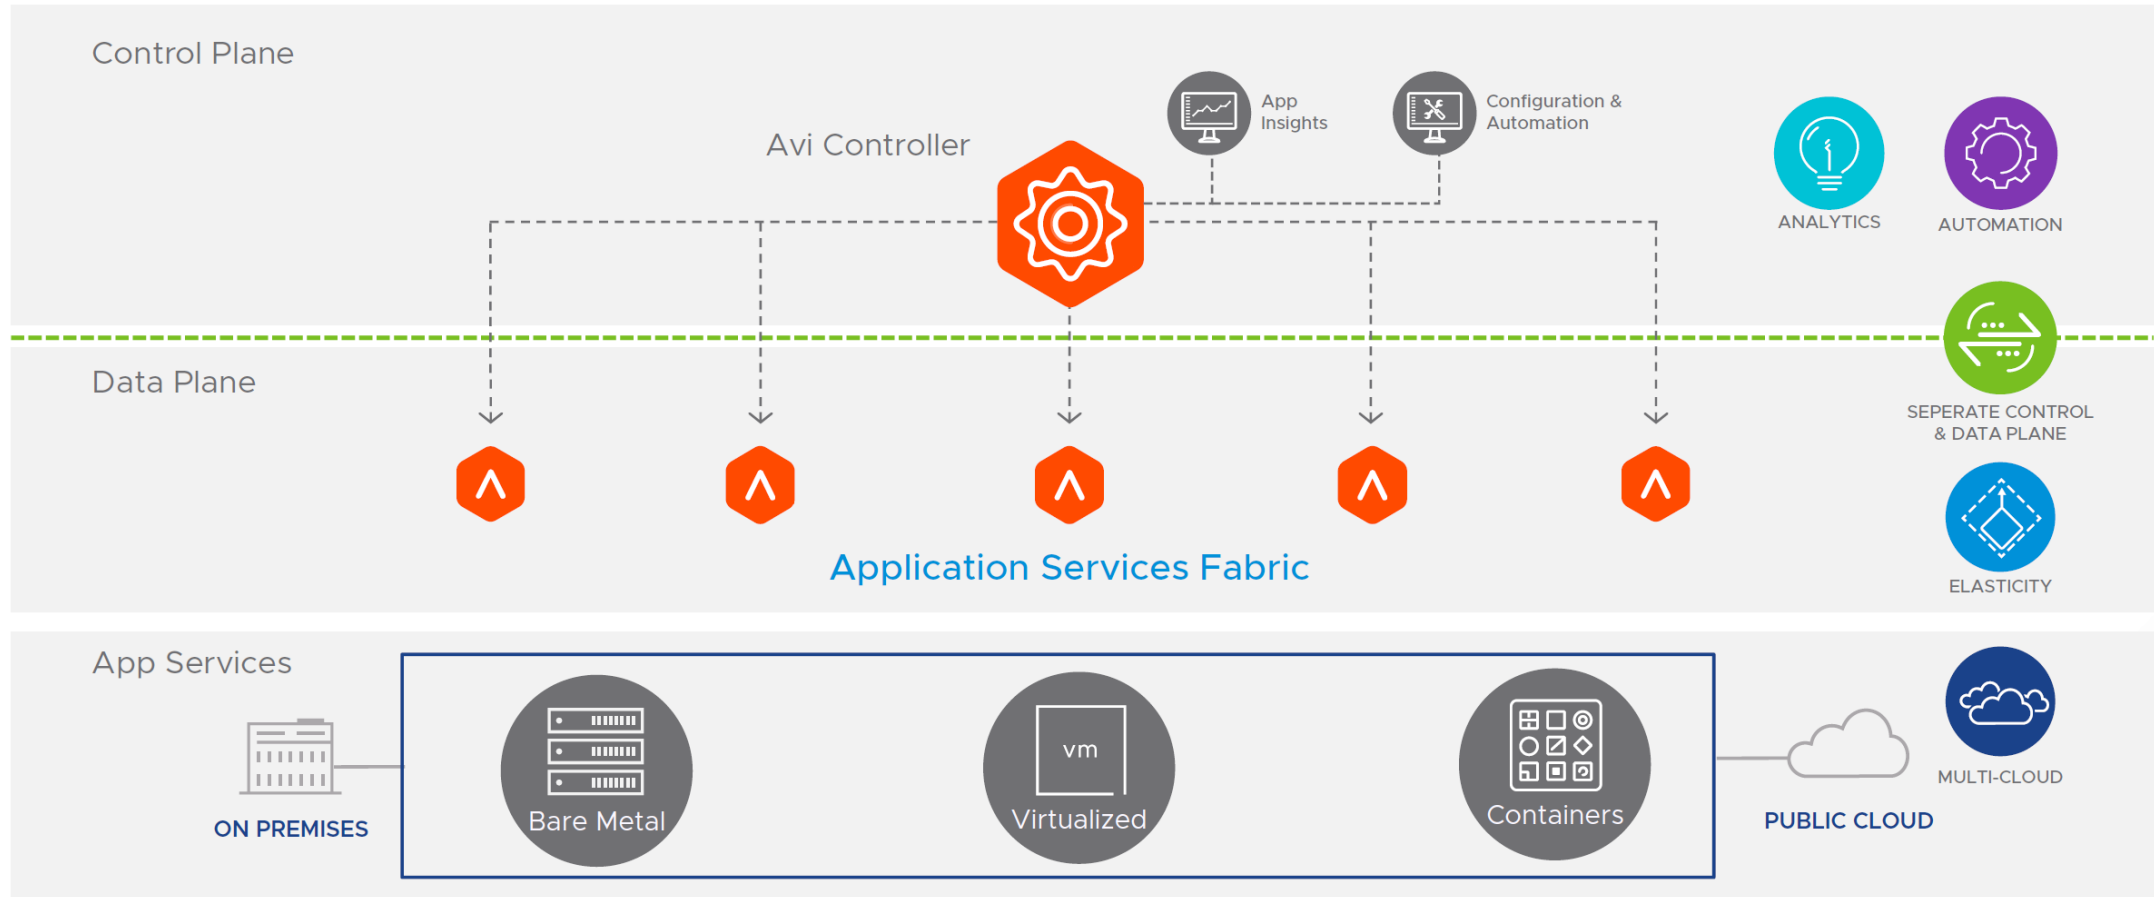 Control Plane
App
Insights
Configuration &
Automation
Avi Controller
ANALYTICS
AUTOMATION
Data Plane
SEPERATE CONTROL
& DATA PLANE
Application Services Fabric
ELASTICITY
App Services
vm
Bare Metal
Virtualized
Containers
ON PREMISES
PUBLIC CLOUD
MULTI-CLOUD